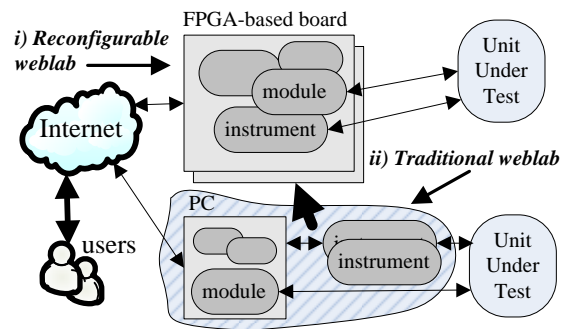 FPGA-based board
i) Reconfigurable
weblab
module
instrument
Unit
Under
Test
Internet
ii) Traditional weblab
PC
users
module
instrument
Unit
Under
Test